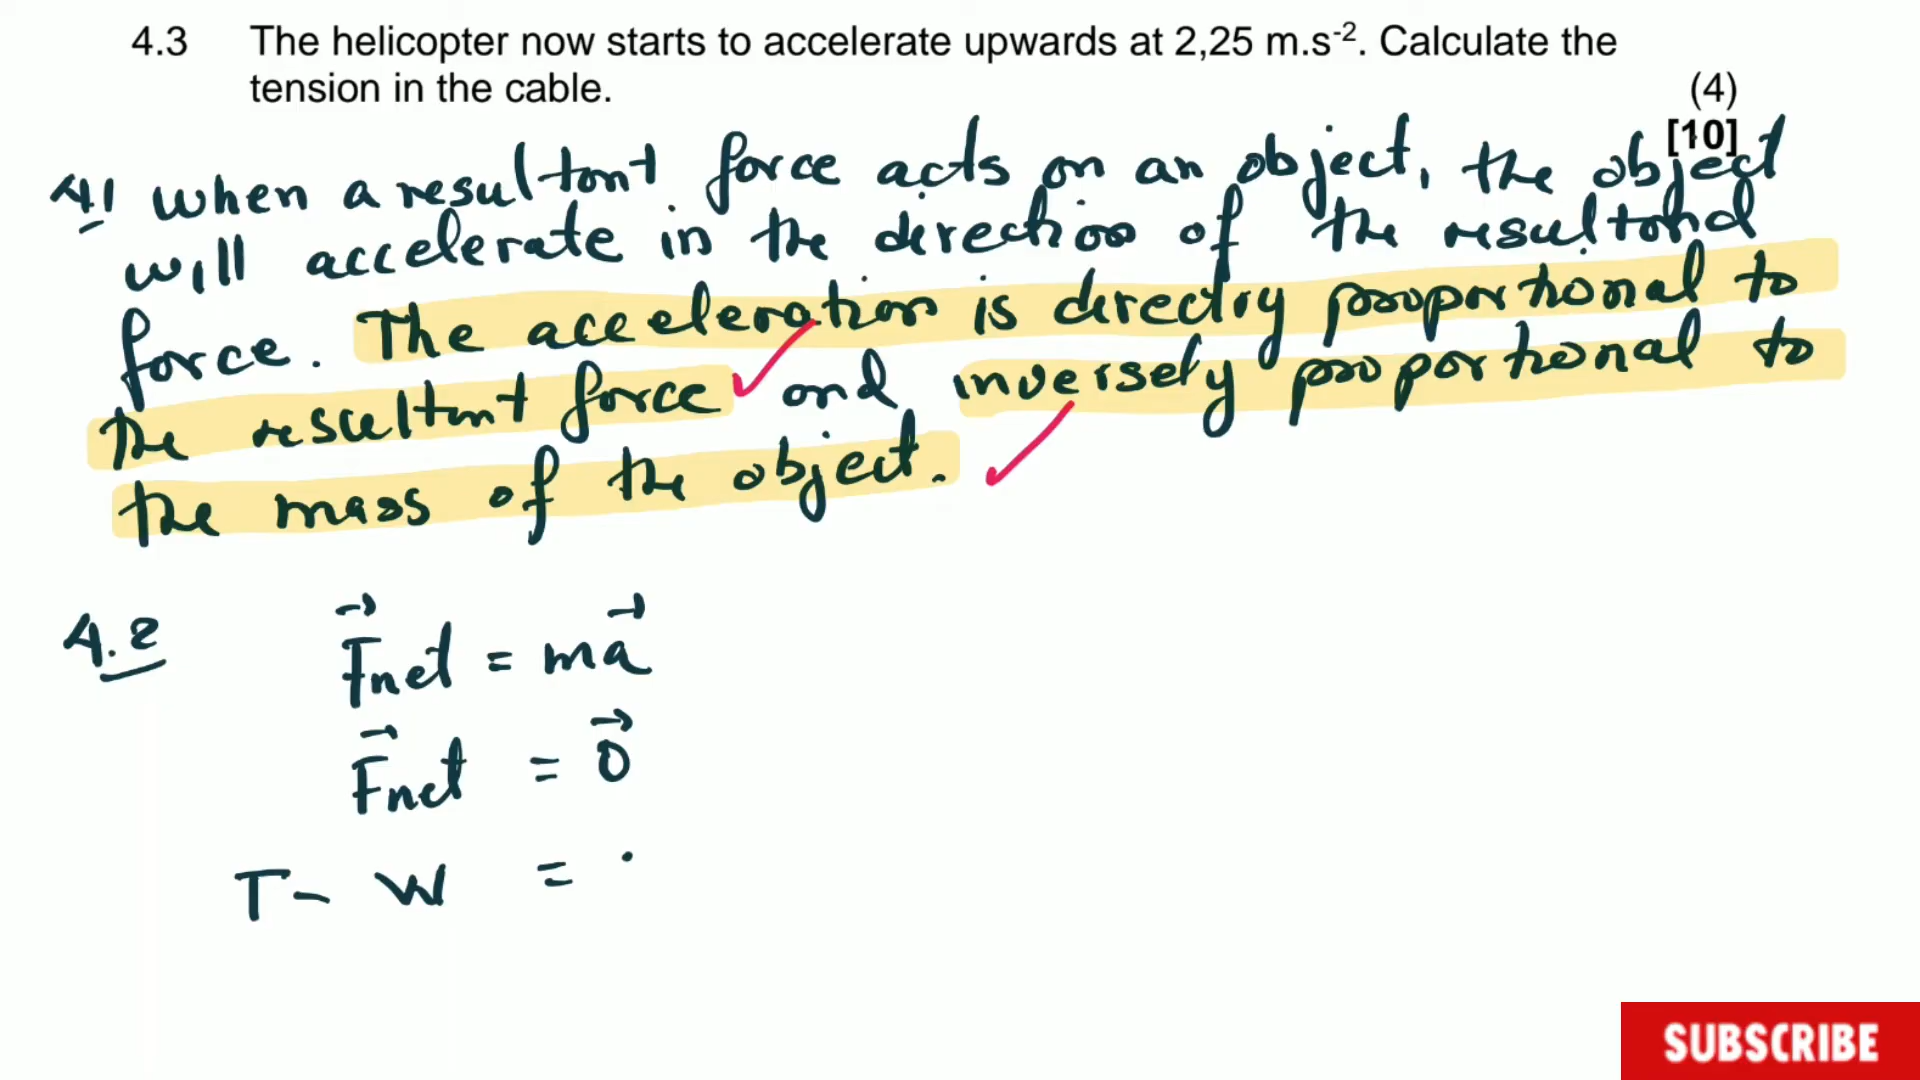 4.3 The helicopter now starts to accelerate upwards at 2,25 m.s-2. Calculate the
tension in the cable.
(4)
[10]
4.1 When a resultant force acts on an object, the object
will accelerate in the direction of the resultant
force. The acceleration is directly proportional to
the resultant force and inversely proportional to
the mass of the object.
4.2 F⃗net = ma⃗
F⃗net = 0⃗
T - W =
SUBSCRIBE